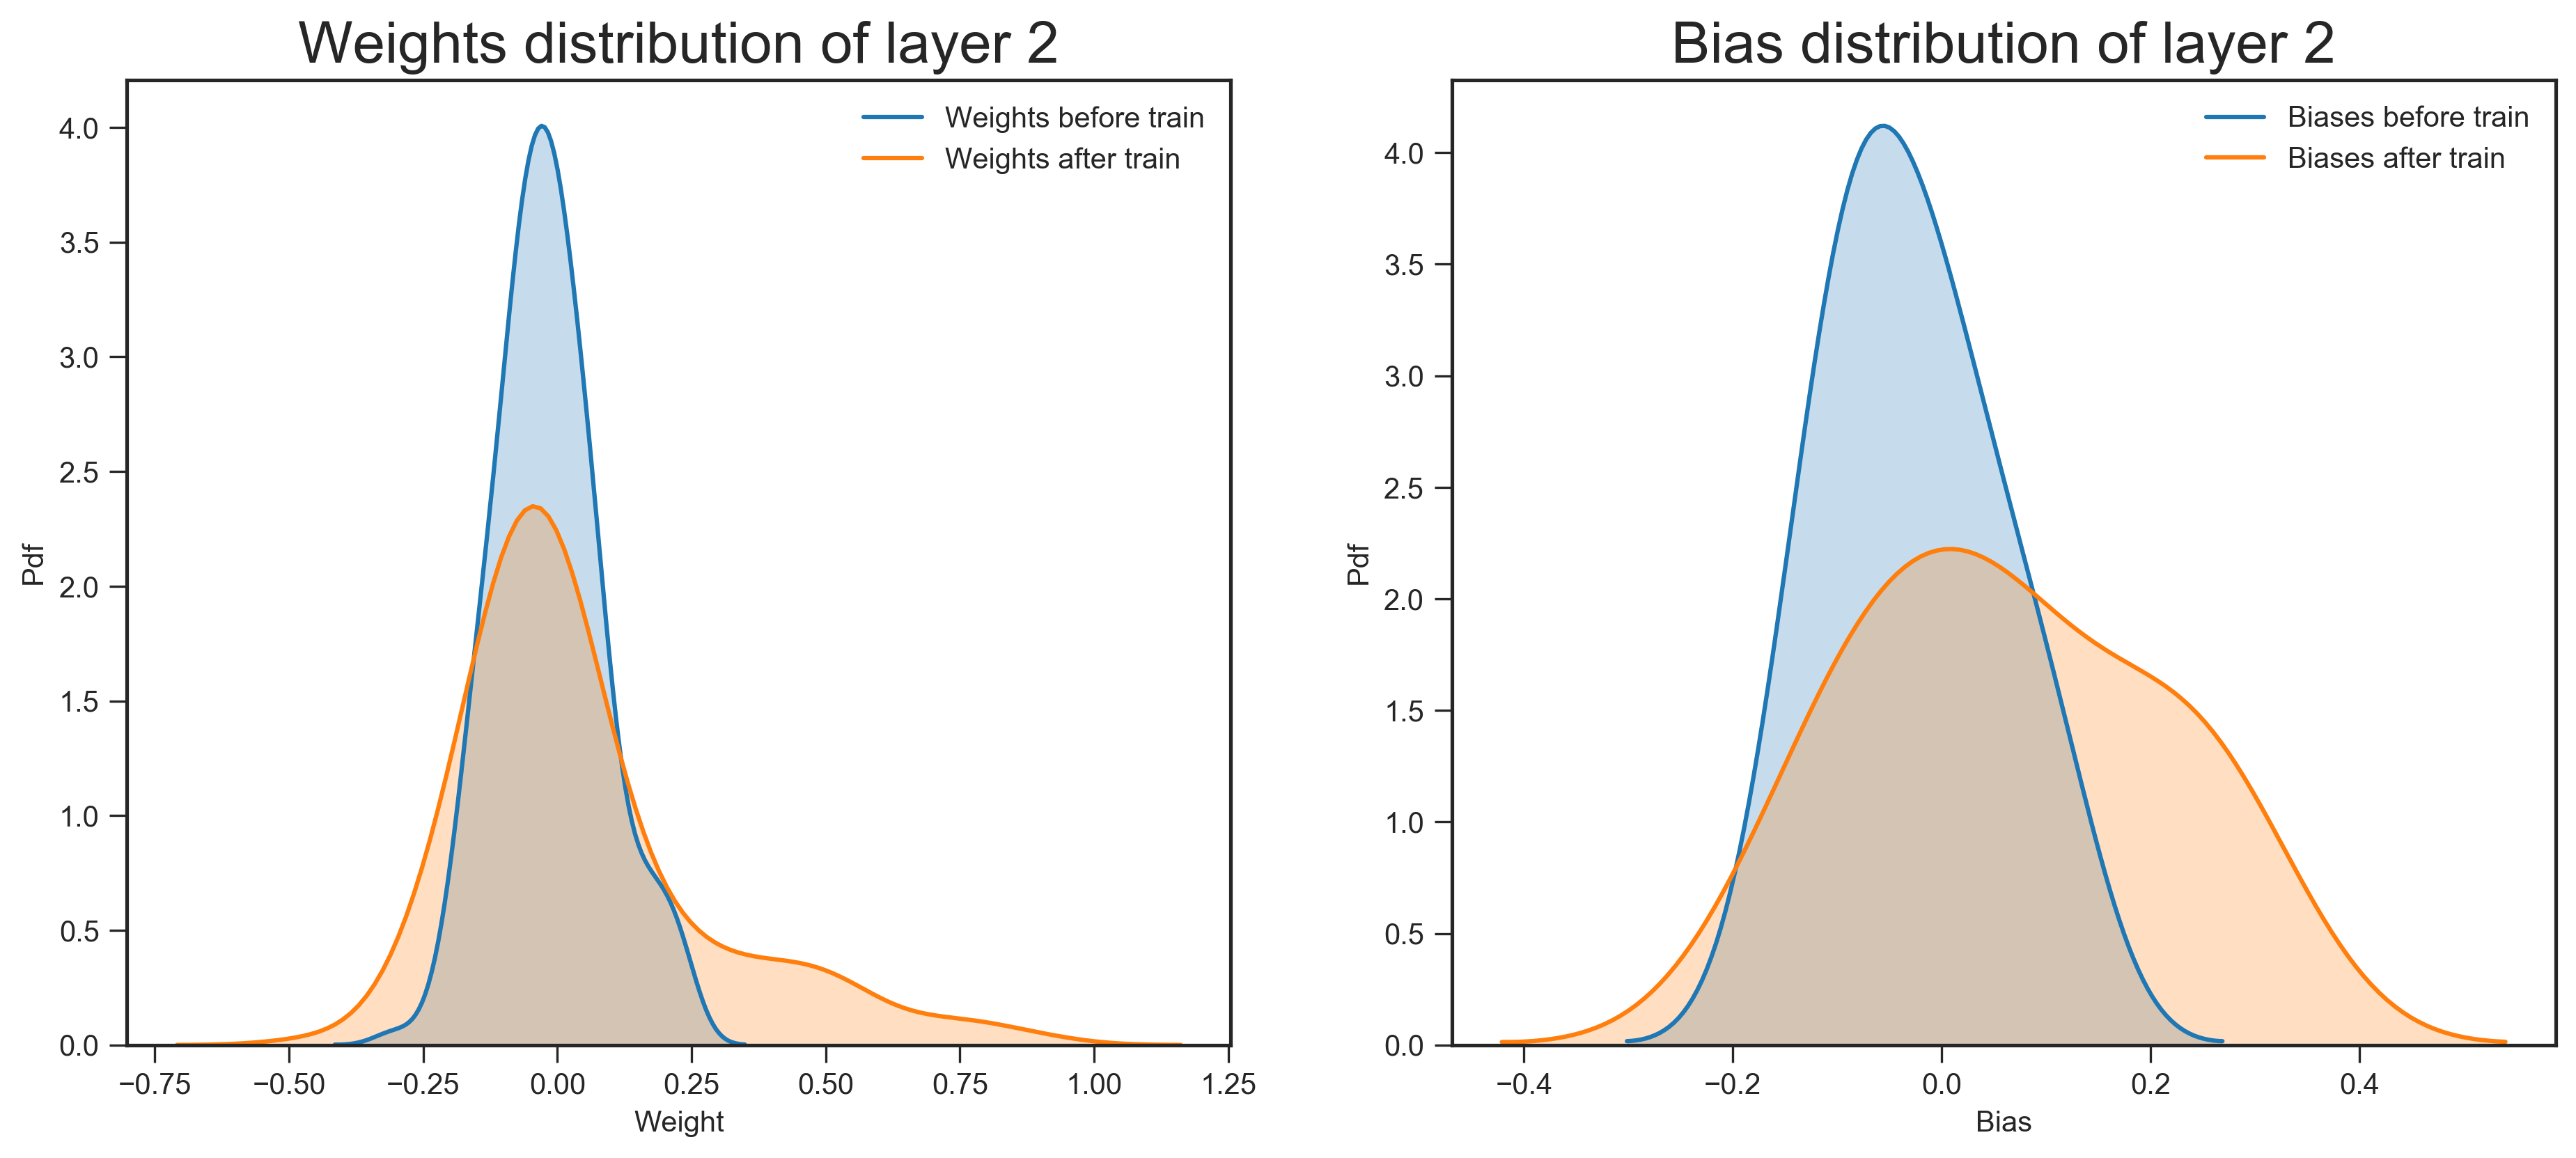 Weights distribution of layer 2
Weights before train
Weights after train
4.0
3.5
3.0
2.5
2.0
1.5
1.0
0.5
0.0
Pdf
−0.75 −0.50 −0.25 0.00 0.25 0.50 0.75 1.00 1.25
Weight
Bias distribution of layer 2
Biases before train
Biases after train
4.0
3.5
3.0
2.5
2.0
1.5
1.0
0.5
0.0
Pdf
−0.4 −0.2 0.0 0.2 0.4
Bias